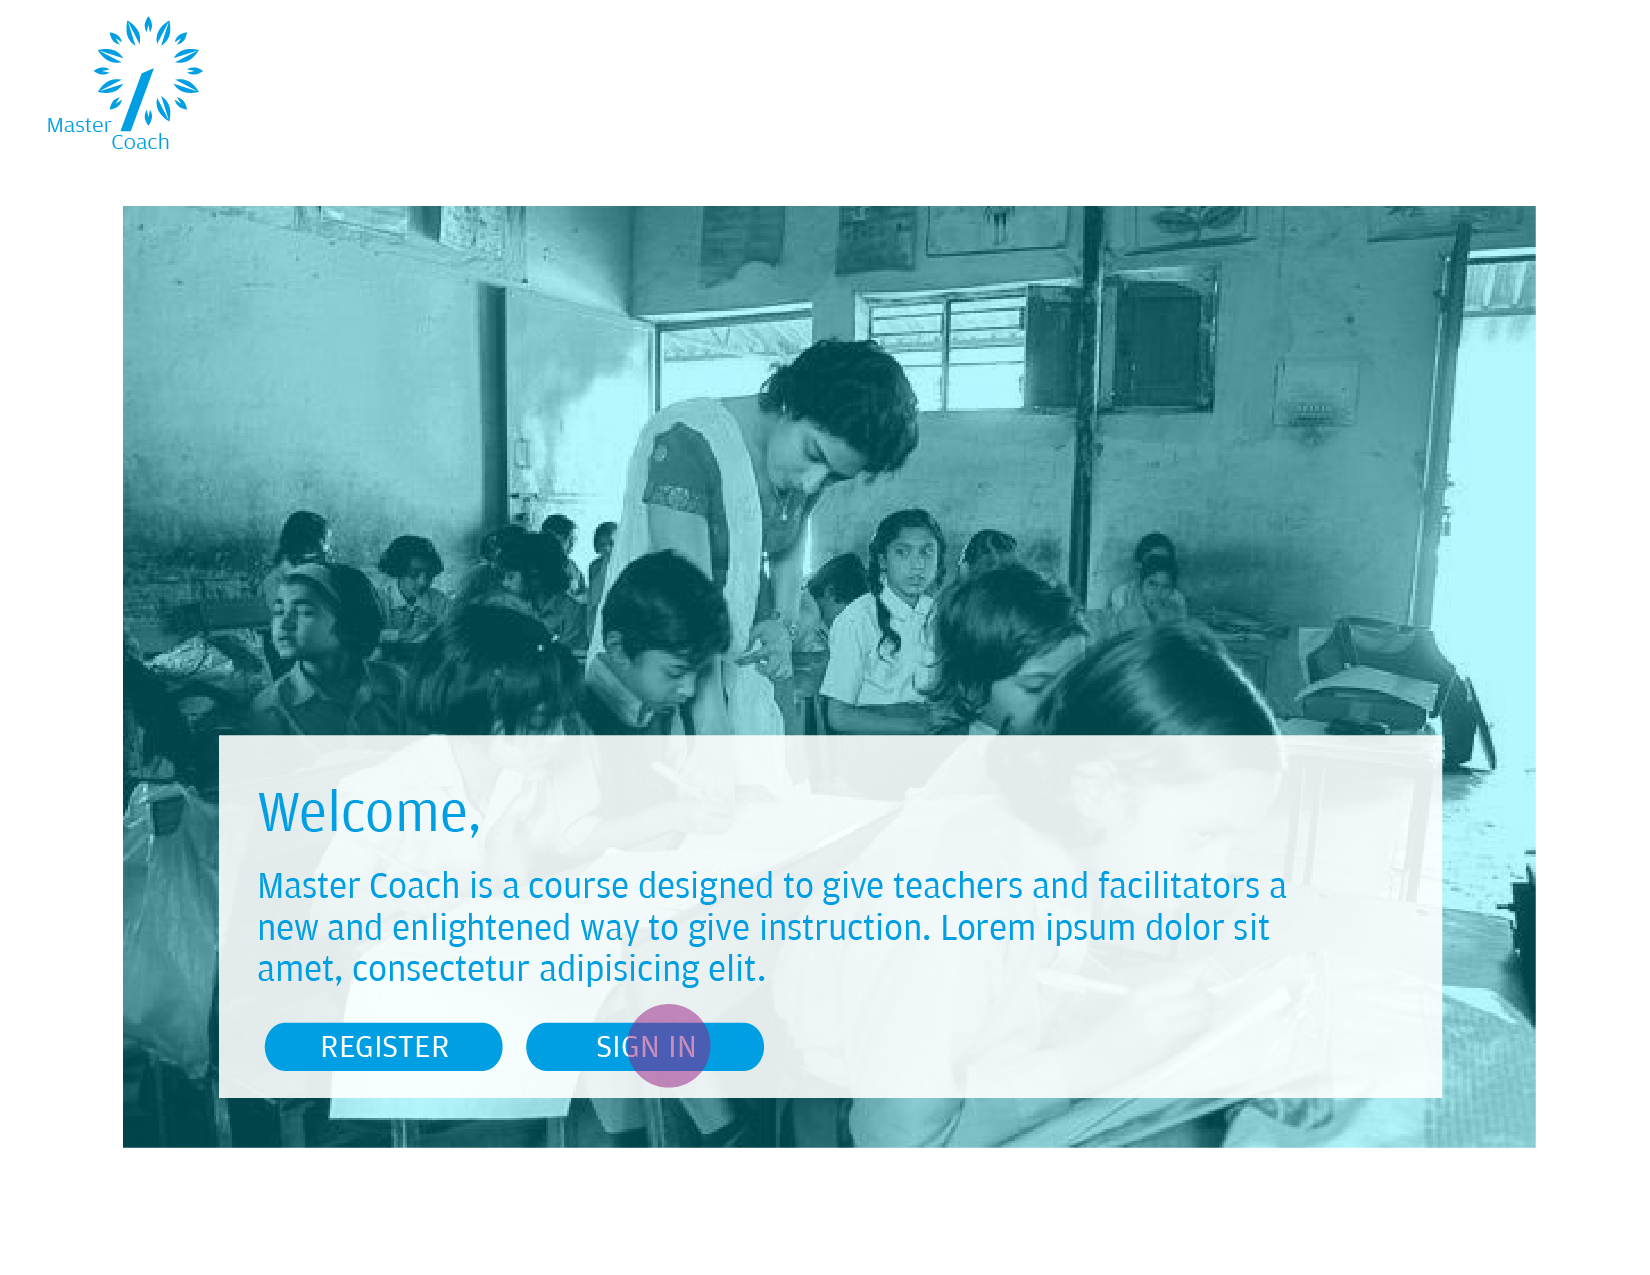 Master
Coach
Welcome,
Master Coach is a course designed to give teachers and facilitators a
new and enlightened way to give instruction. Lorem ipsum dolor sit
amet, consectetur adipisicing elit.
REGISTER
SIGN IN